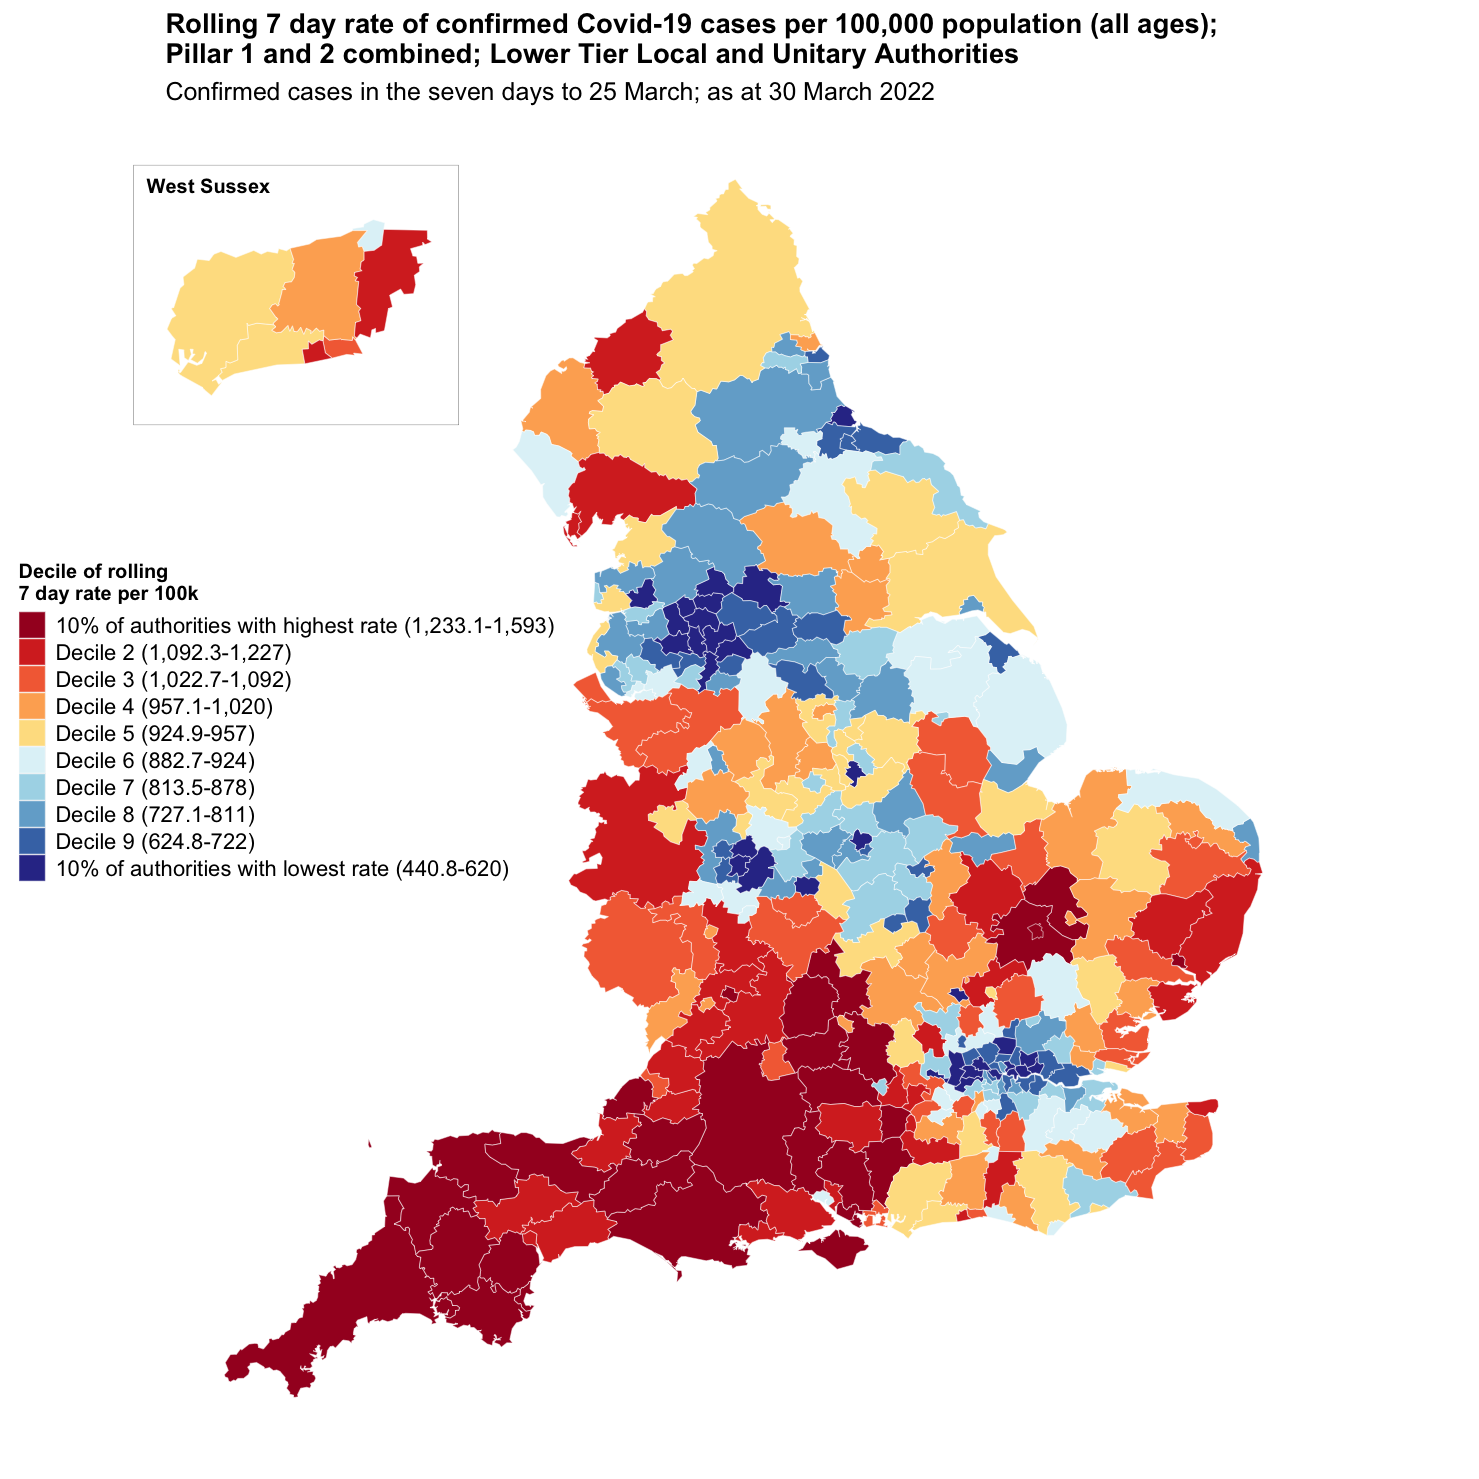 Rolling 7 day rate of confirmed Covid-19 cases per 100,000 population (all ages);
Pillar 1 and 2 combined; Lower Tier Local and Unitary Authorities
Confirmed cases in the seven days to 25 March; as at 30 March 2022
West Sussex
Decile of rolling
7 day rate per 100k
10% of authorities with highest rate (1,233.1-1,593)
Decile 2 (1,092.3-1,227)
Decile 3 (1,022.7-1,092)
Decile 4 (957.1-1,020)
Decile 5 (924.9-957)
Decile 6 (882.7-924)
Decile 7 (813.5-878)
Decile 8 (727.1-811)
Decile 9 (624.8-722)
10% of authorities with lowest rate (440.8-620)